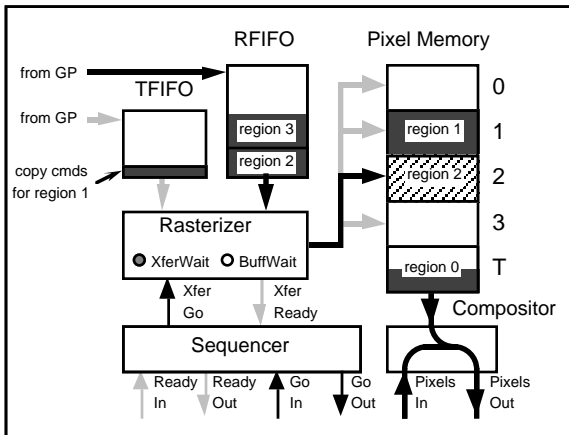 RFIFO
Pixel Memory
from GP
TFIFO
from GP
copy cmds
for region 1
region 3
region 2
0
region 1
1
region 2
2
3
region 0
T
Rasterizer
XferWait
BuffWait
Xfer
Go
Xfer
Ready
Compositor
Sequencer
Ready
In
Ready
Out
Go
In
Go
Out
Pixels
In
Pixels
Out